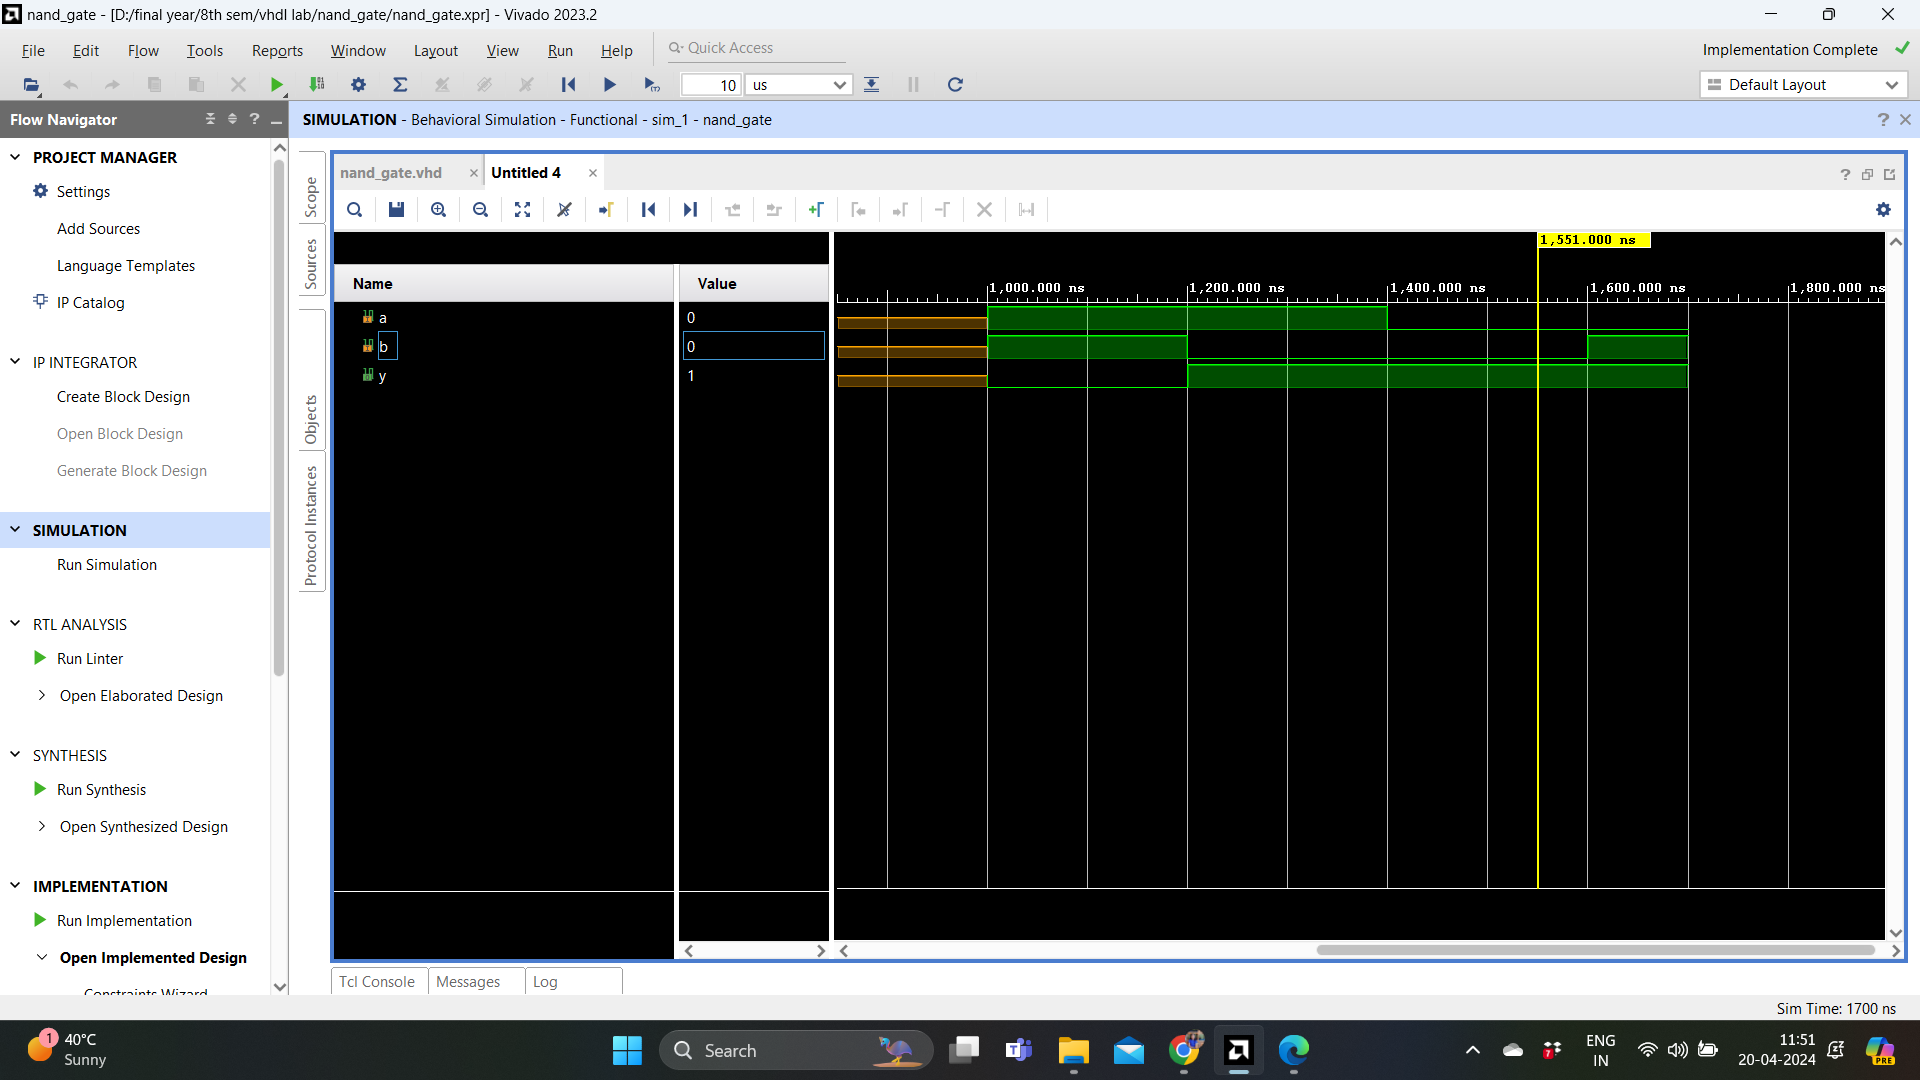 nand_gate - [D:/final year/8th sem/vhdl lab/nand_gate/nand_gate.xpr] - Vivado 2023.2
File Edit Flow Tools Reports Window Layout View Run Help Quick Access
Implementation Complete
10 us
Default Layout
Flow Navigator
SIMULATION - Behavioral Simulation - Functional - sim_1 - nand_gate
PROJECT MANAGER
Settings
Add Sources
Language Templates
IP Catalog
IP INTEGRATOR
Create Block Design
Open Block Design
Generate Block Design
SIMULATION
Run Simulation
RTL ANALYSIS
Run Linter
Open Elaborated Design
SYNTHESIS
Run Synthesis
Open Synthesized Design
IMPLEMENTATION
Run Implementation
Open Implemented Design
Constraints Wizard
Scope
Sources
Objects
Protocol Instances
nand_gate.vhd Untitled 4
1,551.000 ns
Name Value
1,000.000 ns 1,200.000 ns 1,400.000 ns 1,600.000 ns 1,800.000 ns
a 0
b 0
y 1
Tcl Console Messages Log
Sim Time: 1700 ns
1
40°C
Sunny
Search
7
ENG
IN
11:51
20-04-2024
PRE